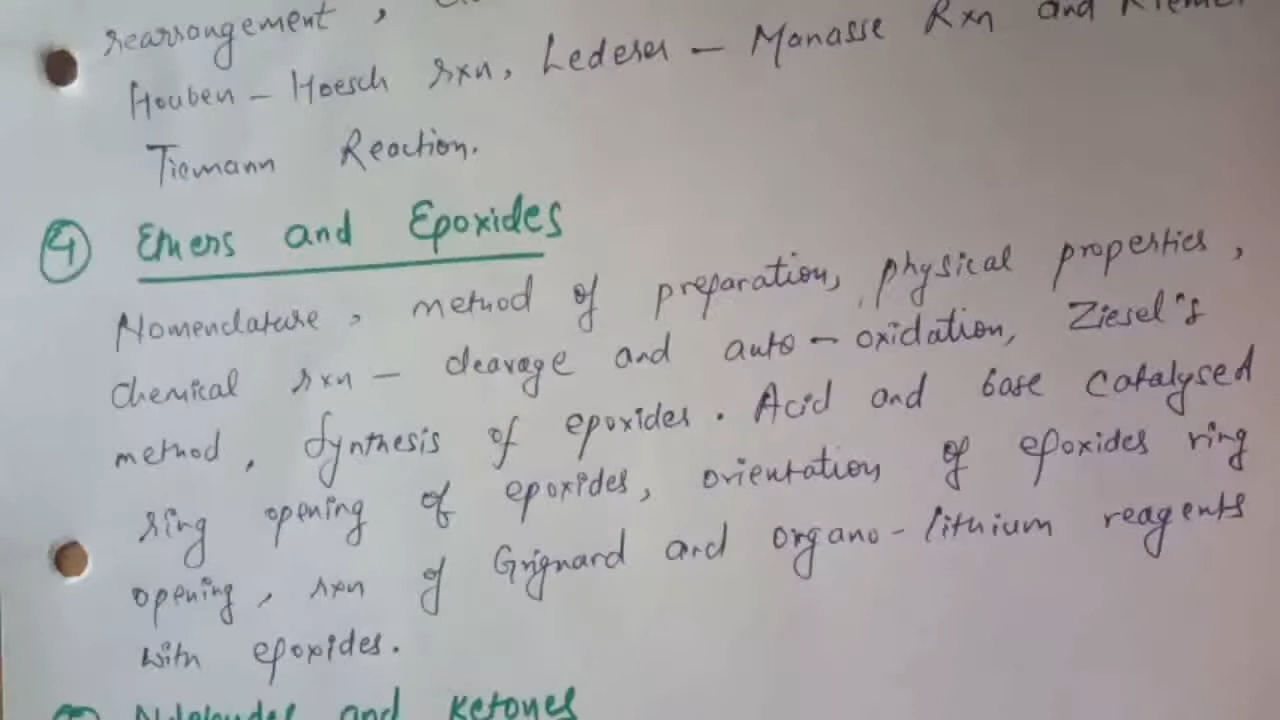 rearrangement ,
Houben - Hoesch rxn, Lederer - Manasse Rxn and
Tiemann Reaction.
④ Ethers and Epoxides
Nomenclature, method of preparation, physical properties,
chemical rxn - cleavage and auto - oxidation, Ziesel's
method, Synthesis of epoxides. Acid and base catalysed
ring opening of epoxides, orientation of epoxides ring
opening, rxn of Grignard and organo-lithium reagents
with epoxides.
and Ketones